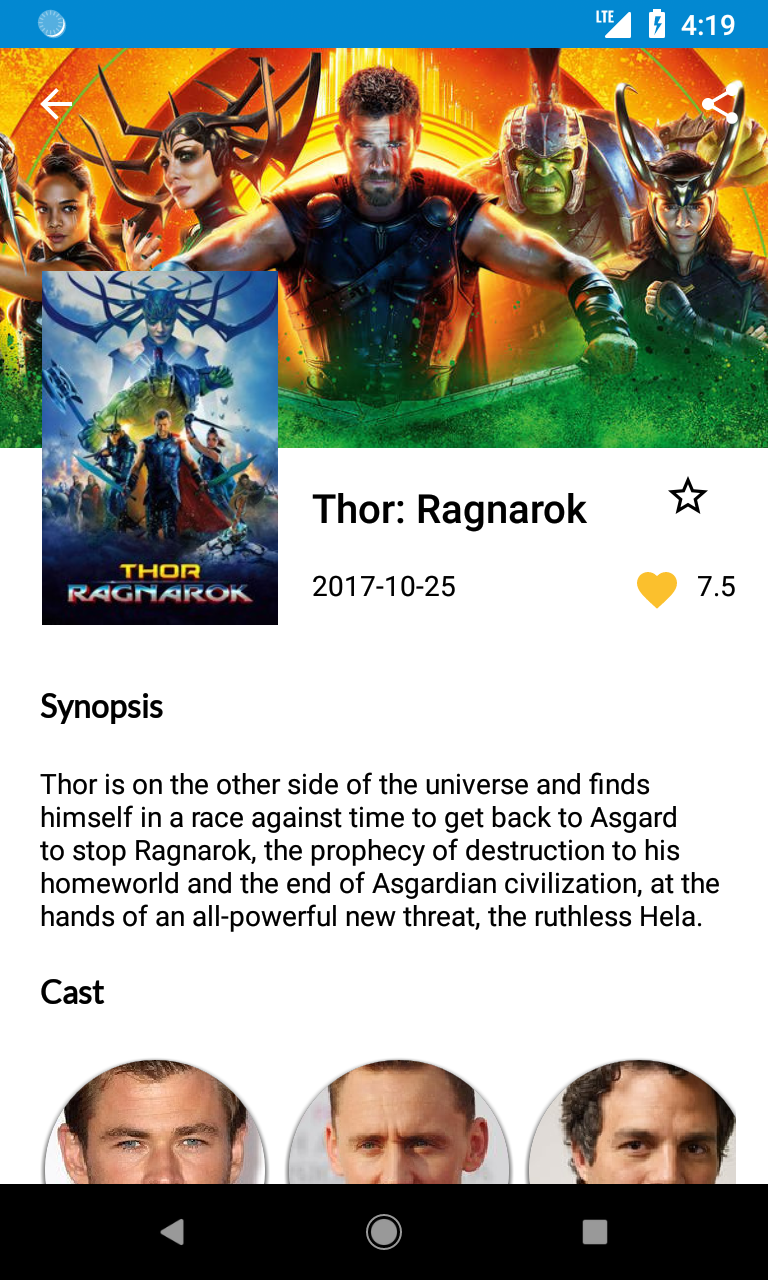 LTE 4:19
THOR
RAGNAROK
Thor: Ragnarok
2017-10-25
7.5
Synopsis
Thor is on the other side of the universe and finds
himself in a race against time to get back to Asgard
to stop Ragnarok, the prophecy of destruction to his
homeworld and the end of Asgardian civilization, at the
hands of an all-powerful new threat, the ruthless Hela.
Cast